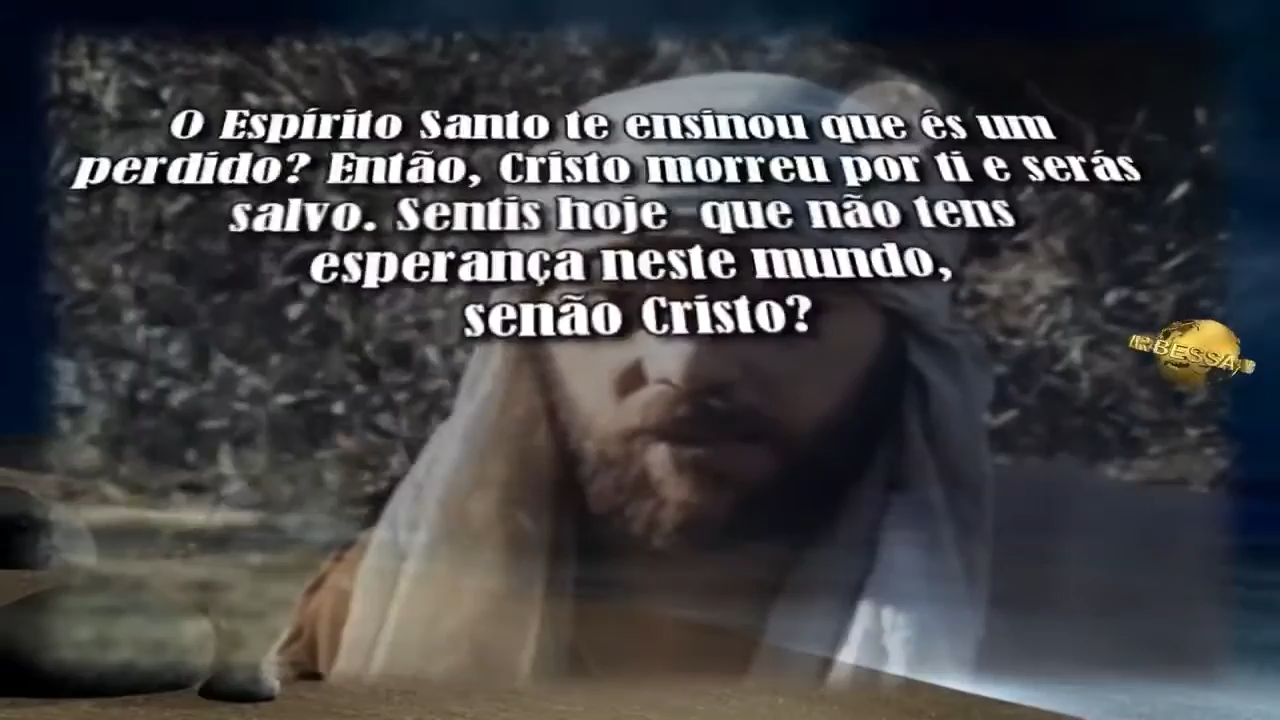 O Espírito Santo te ensinou que és um
perdido? Então, Cristo morreu por ti e serás
salvo. Sentis hoje que não tens
esperança neste mundo,
senão Cristo?
BESSA